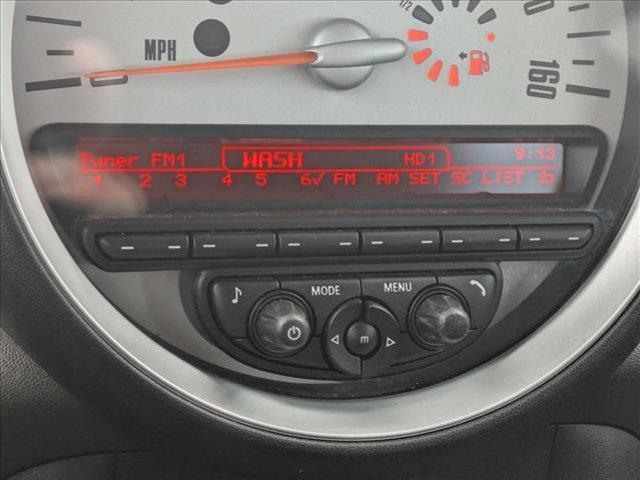 1/2
MPH
0
160
Tuner FM1 WASH HD1 9:13
1 2 3 4 5 6✓ FM AM SET SC LIST
MODE MENU
m